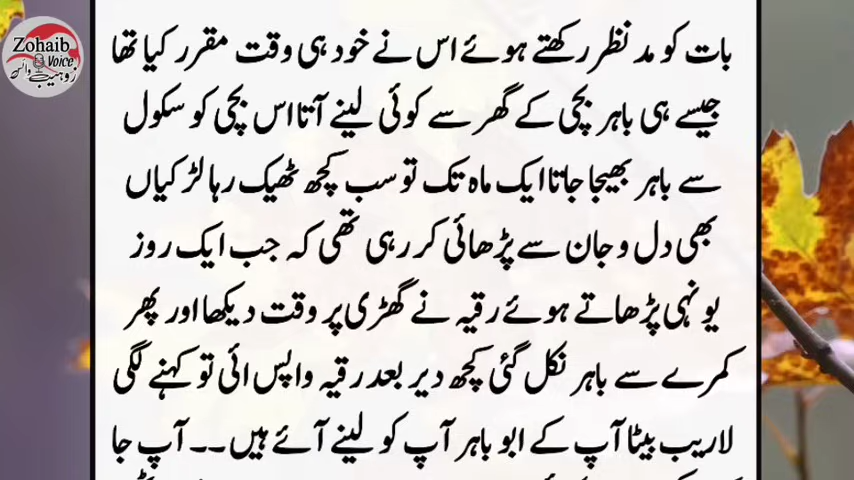 Zohaib
Voice
زوہیب وائس
بات کو مد نظر رکھتے ہوئے اس نے خود ہی وقت مقرر کیا تھا
جیسے ہی باہر بچی کے گھر سے کوئی لینے آتا اس بچی کو سکول
سے باہر بھیجا جاتا ایک ماہ تک تو سب کچھ ٹھیک رہا لڑکیاں
بھی دل و جان سے پڑھائی کر رہی تھی کہ جب ایک روز
یونہی پڑھاتے ہوئے رقیہ نے گھڑی پر وقت دیکھا اور پھر
کمرے سے باہر نکل گئی کچھ دیر بعد رقیہ واپس ائی تو کہنے لگی
لاریب بیٹا آپ کے ابو باہر آپ کو لینے آئے ہیں ۔۔ آپ جا